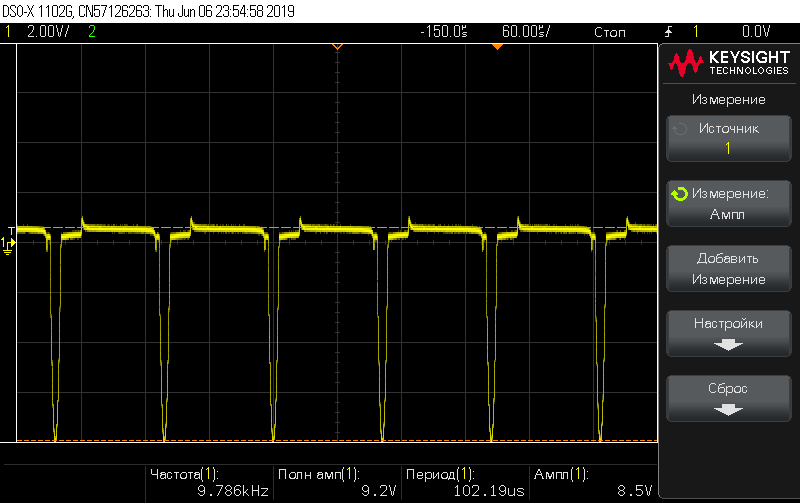 DSO-X 1102G, CN57126263: Thu Jun 06 23:54:58 2019
1 2.00V/ 2 -150.0s 60.00s/ Стоп 1 0.0V
KEYSIGHT
TECHNOLOGIES
Измерение
Источник
1
Измерение:
Ампл
Добавить
Измерение
Настройки
Сброс
T
1
Частота(1): Полн амп(1): Период(1): Ампл(1):
9.786kHz 9.2V 102.19us 8.5V